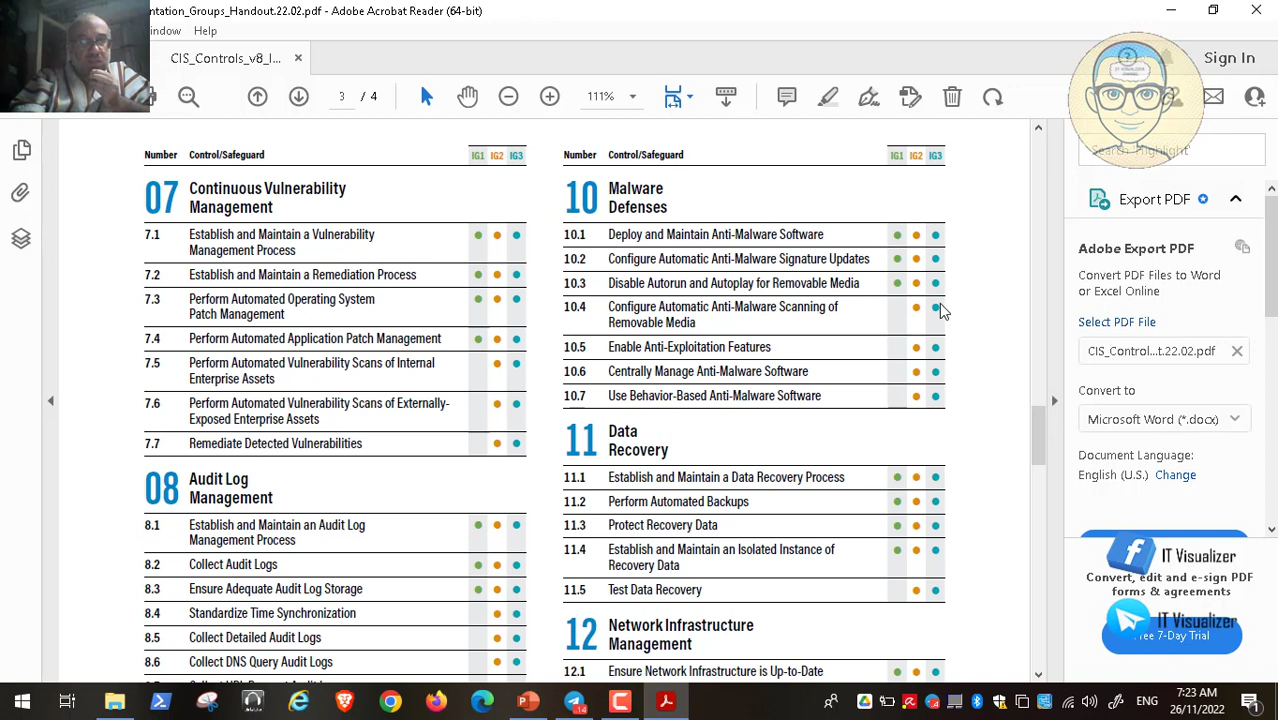 entation_Groups_Handout.22.02.pdf - Adobe Acrobat Reader (64-bit)
indow Help
CIS_Controls_v8_I...
Sign In
3 / 4
111%
Number Control/Safeguard IG1 IG2 IG3
07 Continuous Vulnerability
Management
7.1 Establish and Maintain a Vulnerability
Management Process
7.2 Establish and Maintain a Remediation Process
7.3 Perform Automated Operating System
Patch Management
7.4 Perform Automated Application Patch Management
7.5 Perform Automated Vulnerability Scans of Internal
Enterprise Assets
7.6 Perform Automated Vulnerability Scans of Externally-
Exposed Enterprise Assets
7.7 Remediate Detected Vulnerabilities
08 Audit Log
Management
8.1 Establish and Maintain an Audit Log
Management Process
8.2 Collect Audit Logs
8.3 Ensure Adequate Audit Log Storage
8.4 Standardize Time Synchronization
8.5 Collect Detailed Audit Logs
8.6 Collect DNS Query Audit Logs
Number Control/Safeguard IG1 IG2 IG3
10 Malware
Defenses
10.1 Deploy and Maintain Anti-Malware Software
10.2 Configure Automatic Anti-Malware Signature Updates
10.3 Disable Autorun and Autoplay for Removable Media
10.4 Configure Automatic Anti-Malware Scanning of
Removable Media
10.5 Enable Anti-Exploitation Features
10.6 Centrally Manage Anti-Malware Software
10.7 Use Behavior-Based Anti-Malware Software
11 Data
Recovery
11.1 Establish and Maintain a Data Recovery Process
11.2 Perform Automated Backups
11.3 Protect Recovery Data
11.4 Establish and Maintain an Isolated Instance of
Recovery Data
11.5 Test Data Recovery
12 Network Infrastructure
Management
12.1 Ensure Network Infrastructure is Up-to-Date
IT VISUALIZER
CHANNEL
Search 'Highlight'
Export PDF
Adobe Export PDF
Convert PDF Files to Word
or Excel Online
Select PDF File
CIS_Control...t.22.02.pdf
Convert to
Microsoft Word (*.docx)
Document Language:
English (U.S.) Change
IT Visualizer
Convert, edit and e-sign PDF
forms & agreements
IT Visualizer
Free 7-Day Trial
14
ENG
7:23 AM
26/11/2022
1